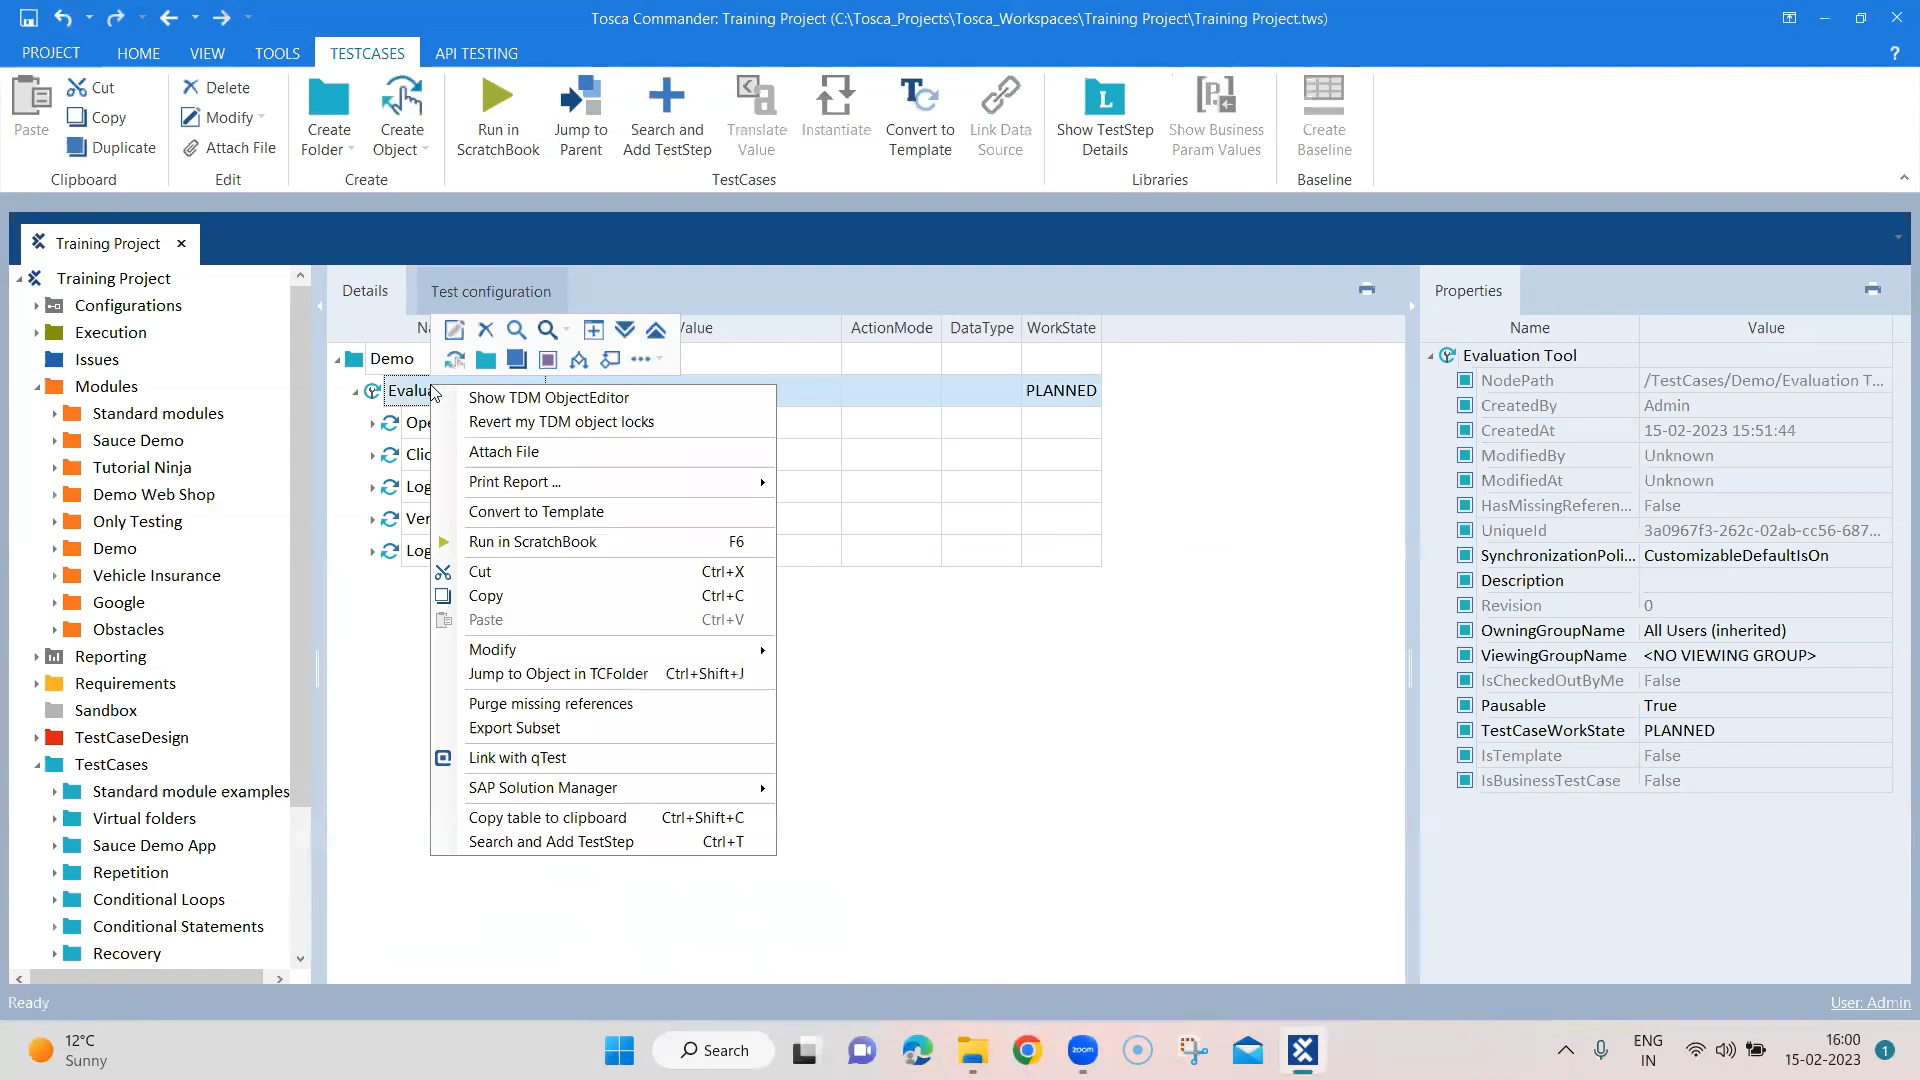 Tosca Commander: Training Project (C:\Tosca_Projects\Tosca_Workspaces\Training Project\Training Project.tws)
PROJECT HOME VIEW TOOLS TESTCASES API TESTING ?
Paste
Cut
Copy
Duplicate
Clipboard
Delete
Modify
Attach File
Edit
Create Folder
Create Object
Create
Run in ScratchBook
Jump to Parent
Search and Add TestStep
Translate Value
Instantiate
Convert to Template
Link Data Source
TestCases
Show TestStep Details
Show Business Param Values
Libraries
Create Baseline
Baseline
Training Project
Training Project
Configurations
Execution
Issues
Modules
Standard modules
Sauce Demo
Tutorial Ninja
Demo Web Shop
Only Testing
Demo
Vehicle Insurance
Google
Obstacles
Reporting
Requirements
Sandbox
TestCaseDesign
TestCases
Standard module examples
Virtual folders
Sauce Demo App
Repetition
Conditional Loops
Conditional Statements
Recovery
Details Test configuration
ActionMode DataType WorkState
Demo
PLANNED
Show TDM ObjectEditor
Revert my TDM object locks
Attach File
Print Report ...
Convert to Template
Run in ScratchBook F6
Cut Ctrl+X
Copy Ctrl+C
Paste Ctrl+V
Modify
Jump to Object in TCFolder Ctrl+Shift+J
Purge missing references
Export Subset
Link with qTest
SAP Solution Manager
Copy table to clipboard Ctrl+Shift+C
Search and Add TestStep Ctrl+T
Properties
Name Value
Evaluation Tool
NodePath /TestCases/Demo/Evaluation T...
CreatedBy Admin
CreatedAt 15-02-2023 15:51:44
ModifiedBy Unknown
ModifiedAt Unknown
HasMissingReferen... False
UniqueId 3a0967f3-262c-02ab-cc56-687...
SynchronizationPoli... CustomizableDefaultIsOn
Description
Revision 0
OwningGroupName All Users (inherited)
ViewingGroupName <NO VIEWING GROUP>
IsCheckedOutByMe False
Pausable True
TestCaseWorkState PLANNED
IsTemplate False
IsBusinessTestCase False
Ready User: Admin
12°C
Sunny
Search
zoom
ENG
IN
16:00
15-02-2023
1